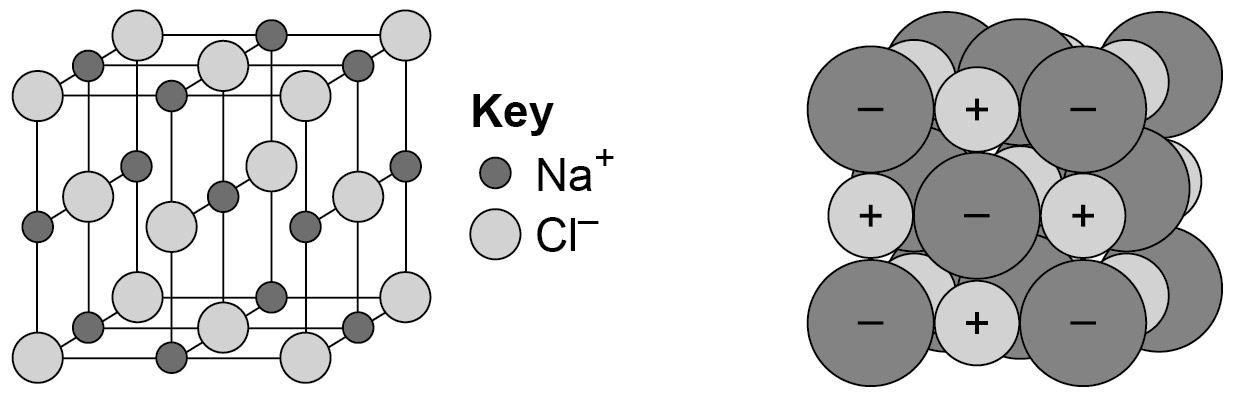 Key
Na⁺
Cl⁻
− + −
+ − +
− + −